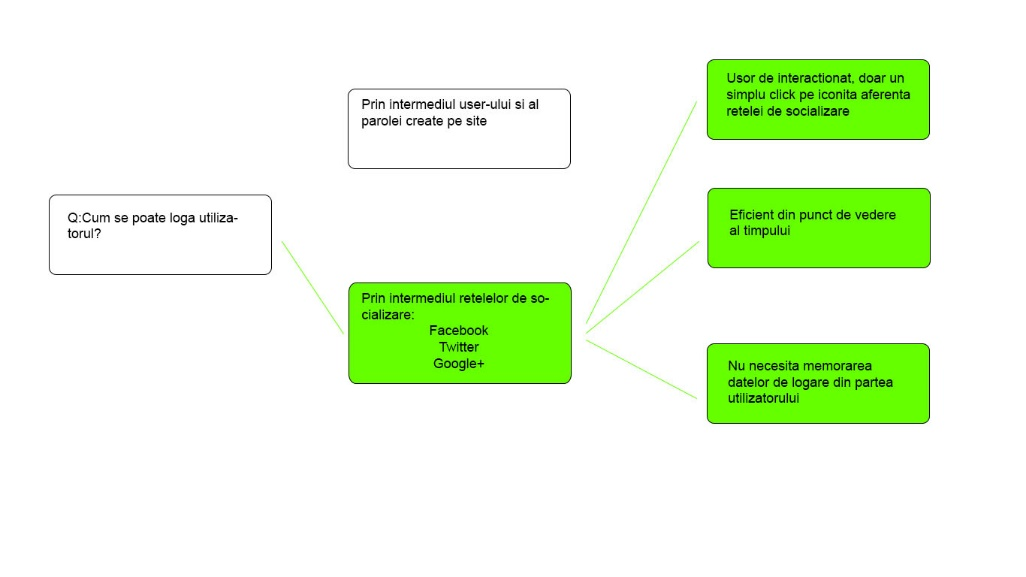 Q:Cum se poate loga utiliza-
torul?
Prin intermediul user-ului si al
parolei create pe site
Prin intermediul retelelor de so-
cializare:
Facebook
Twitter
Google+
Usor de interactionat, doar un
simplu click pe iconita aferenta
retelei de socializare
Eficient din punct de vedere
al timpului
Nu necesita memorarea
datelor de logare din partea
utilizatorului